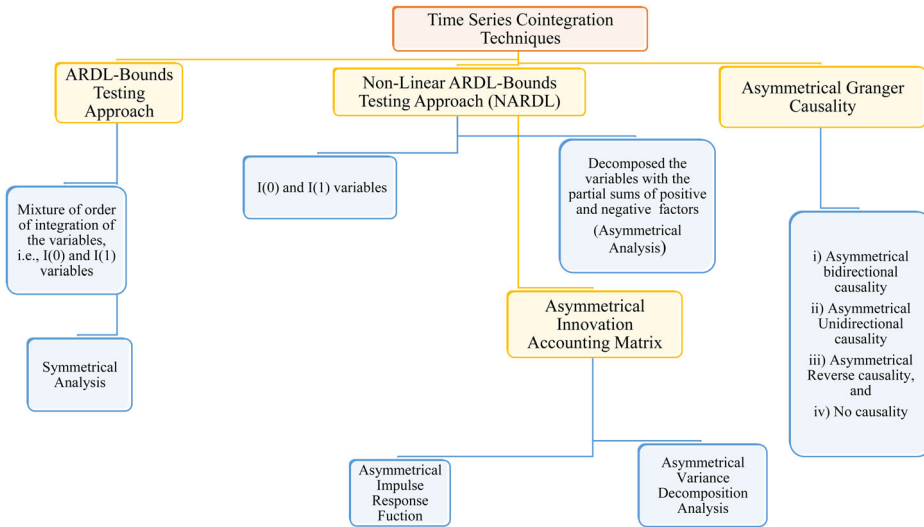 Time Series Cointegration
Techniques
ARDL-Bounds
Testing
Approach
Non-Linear ARDL-Bounds
Testing Approach (NARDL)
Asymmetrical Granger
Causality
Mixture of order
of integration of
the variables,
i.e., I(0) and I(1)
variables
Symmetrical
Analysis
I(0) and I(1) variables
Decomposed the
variables with the
partial sums of positive
and negative factors
(Asymmetrical
Analysis)
Asymmetrical
Innovation
Accounting Matrix
Asymmetrical
Impulse
Response
Fuction
Asymmetrical
Variance
Decomposition
Analysis
i) Asymmetrical
bidirectional
causality
ii) Asymmetrical
Unidirectional
causality
iii) Asymmetrical
Reverse causality,
and
iv) No causality